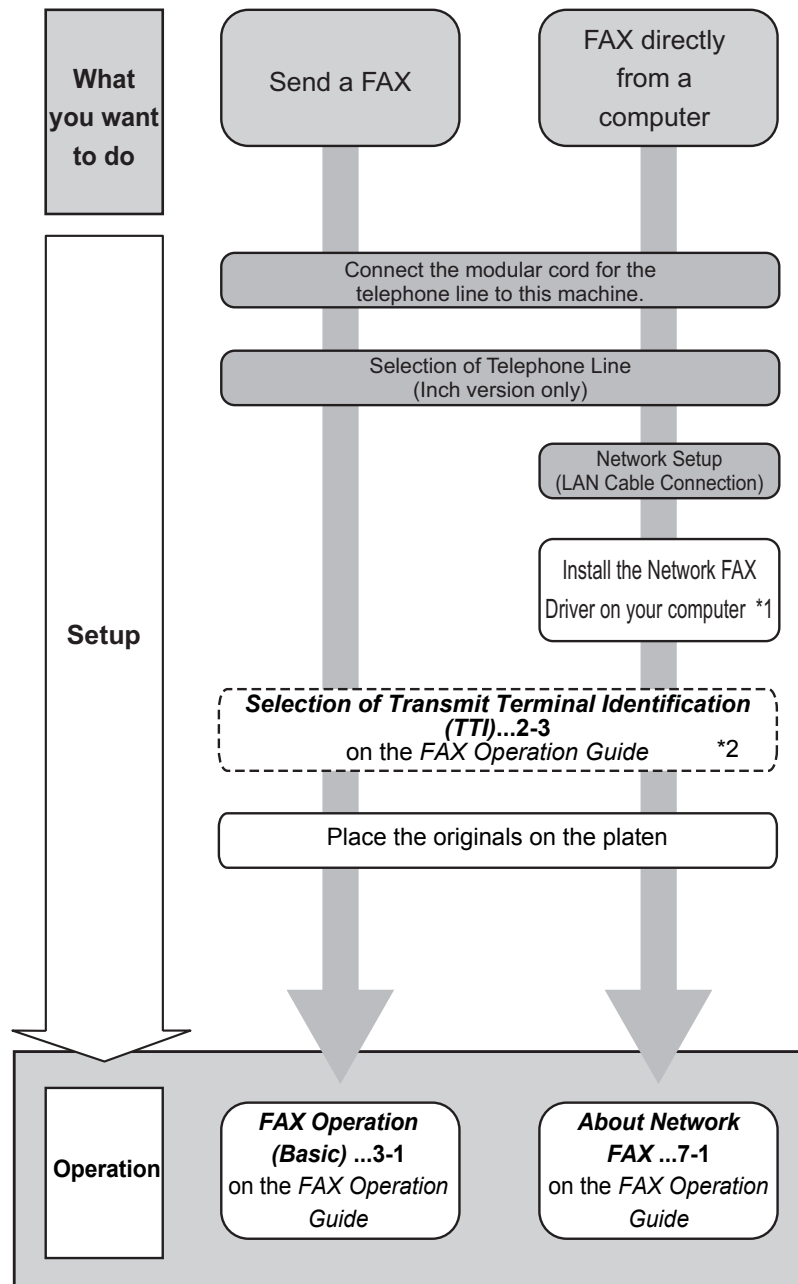 What
you want
to do
Send a FAX
FAX directly
from a
computer
Connect the modular cord for the
telephone line to this machine.
Selection of Telephone Line
(Inch version only)
Network Setup
(LAN Cable Connection)
Install the Network FAX
Driver on your computer *1
Setup
Selection of Transmit Terminal Identification
(TTI)...2-3
on the FAX Operation Guide *2
Place the originals on the platen
Operation
FAX Operation
(Basic) ...3-1
on the FAX Operation
Guide
About Network
FAX ...7-1
on the FAX Operation
Guide